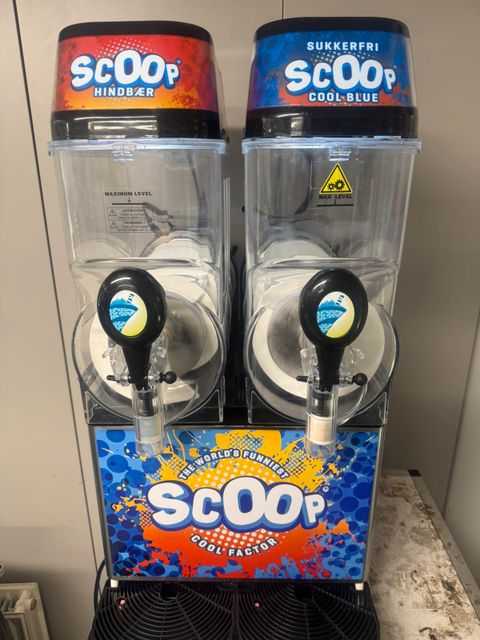 SCOOP
HINDBÆR
SUKKERFRI
SCOOP
COOL BLUE
MAXIMUM LEVEL
MAX LEVEL
THE WORLD'S FUNNIEST
SCOOP
COOL FACTOR